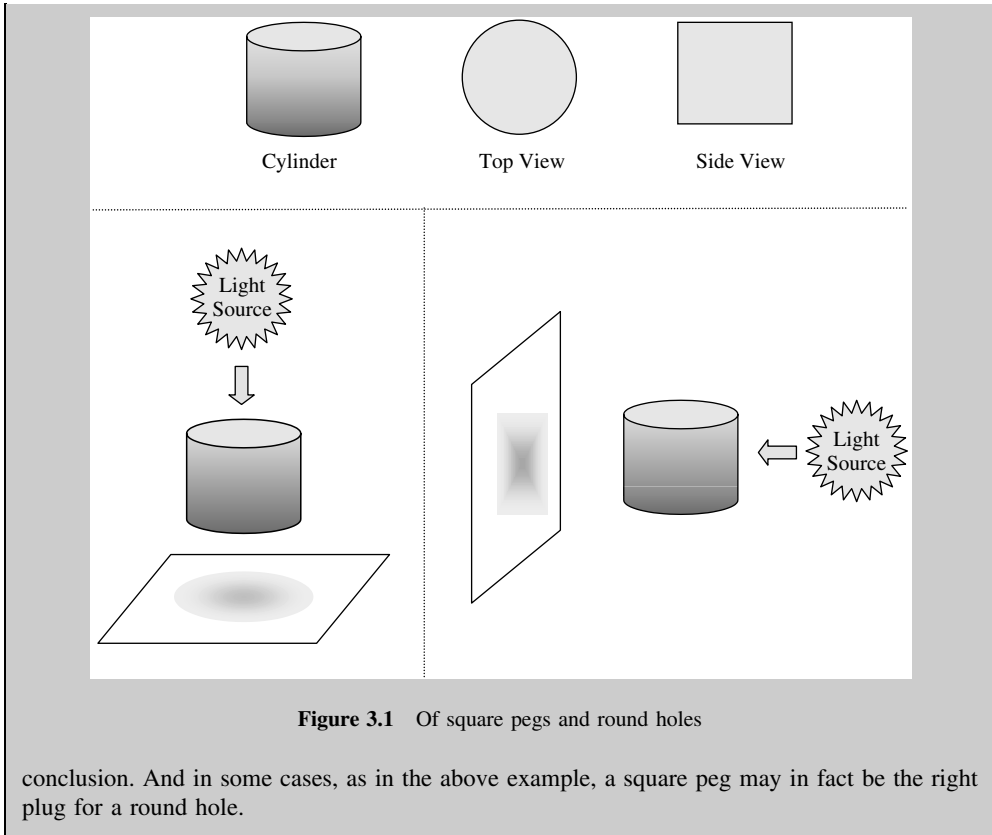 Cylinder
Top View
Side View
Light
Source
Light
Source
Figure 3.1 Of square pegs and round holes
conclusion. And in some cases, as in the above example, a square peg may in fact be the right
plug for a round hole.